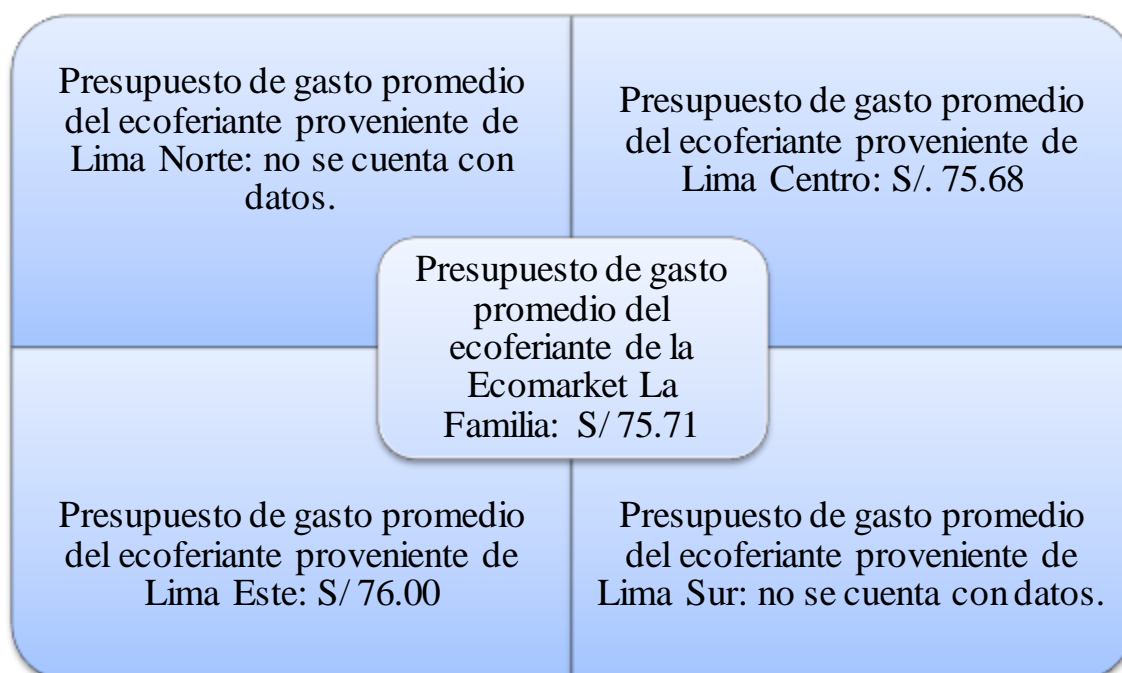 Presupuesto de gasto promedio
del ecoferiante proveniente de
Lima Norte: no se cuenta con
datos.
Presupuesto de gasto promedio
del ecoferiante proveniente de
Lima Centro: S/. 75.68
Presupuesto de gasto
promedio del
ecoferiante de la
Ecomarket La
Familia: S/ 75.71
Presupuesto de gasto promedio
del ecoferiante proveniente de
Lima Este: S/ 76.00
Presupuesto de gasto promedio
del ecoferiante proveniente de
Lima Sur: no se cuenta con datos.